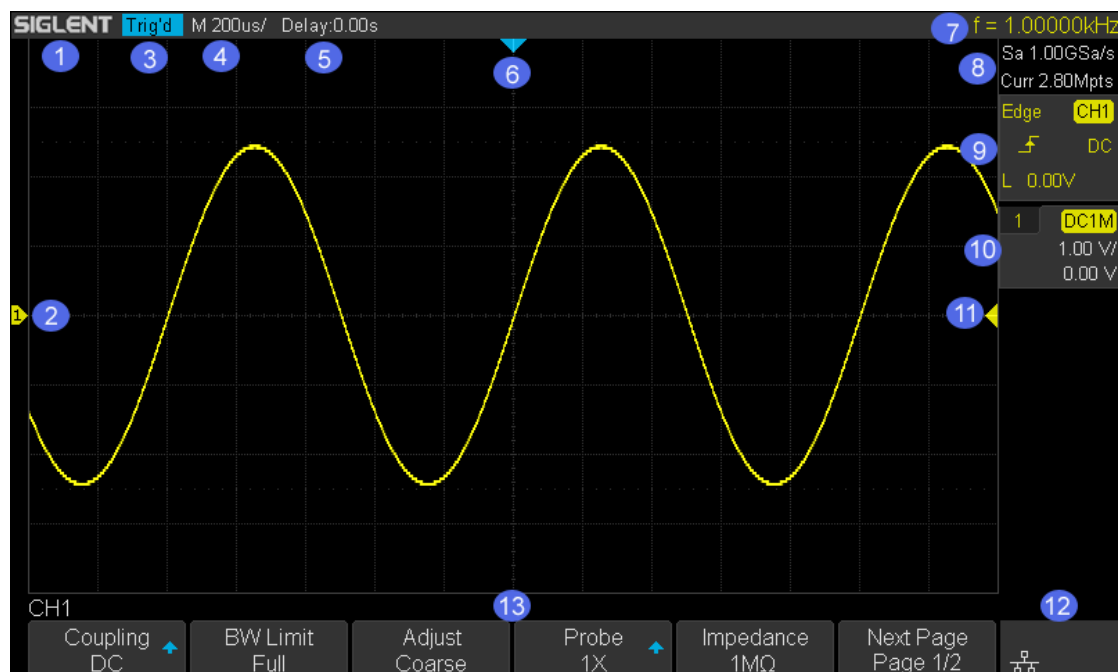 SIGLENT Trig'd M 200us/ Delay:0.00s
f = 1.00000kHz
1
3
4
5
6
7
8
Sa 1.00GSa/s
Curr 2.80Mpts
Edge CH1
9
DC
L 0.00V
1 DC1M
10
1.00 V/
0.00 V
1
2
11
CH1
13
12
Coupling
DC
BW Limit
Full
Adjust
Coarse
Probe
1X
Impedance
1MΩ
Next Page
Page 1/2